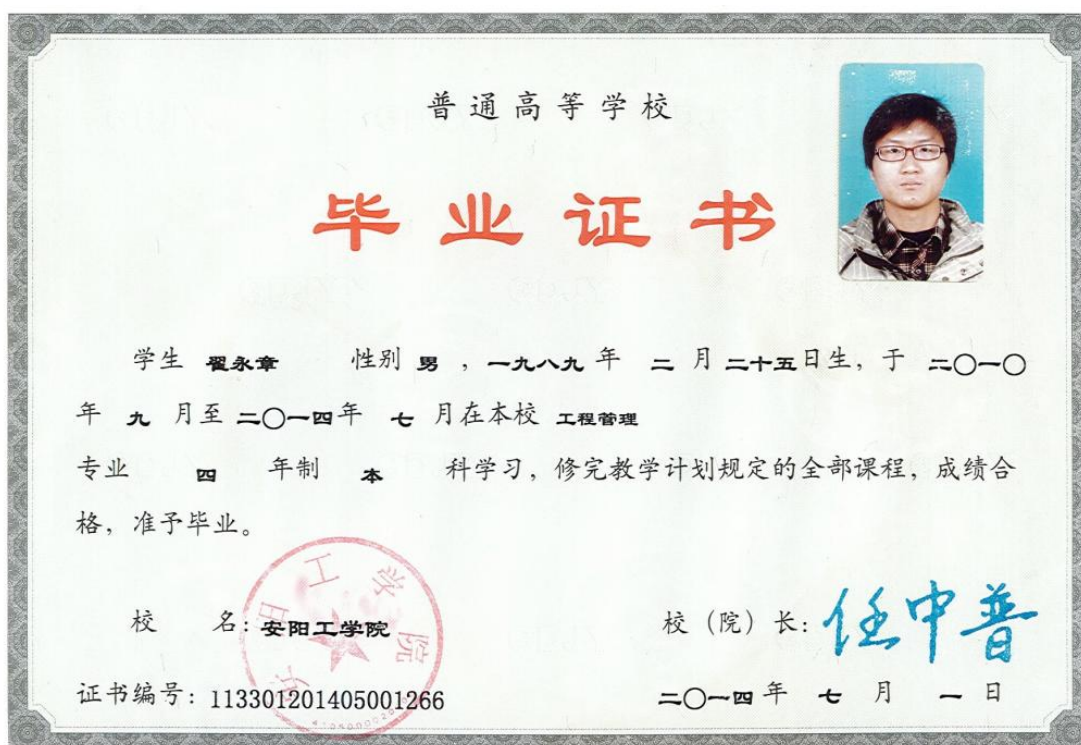 普通高等学校
毕业证书
学生 翟永章 性别 男 ，一九八九 年 二 月 二十五日生，于 二〇一〇
年 九 月至 二〇一四年 七 月在本校 工程管理
专业 四 年制 本 科学习，修完教学计划规定的全部课程，成绩合
格，准予毕业。
校 名：安阳工学院
校（院）长：任中普
证书编号：113301201405001266
二〇一四 年 七 月 一 日
安阳工学院